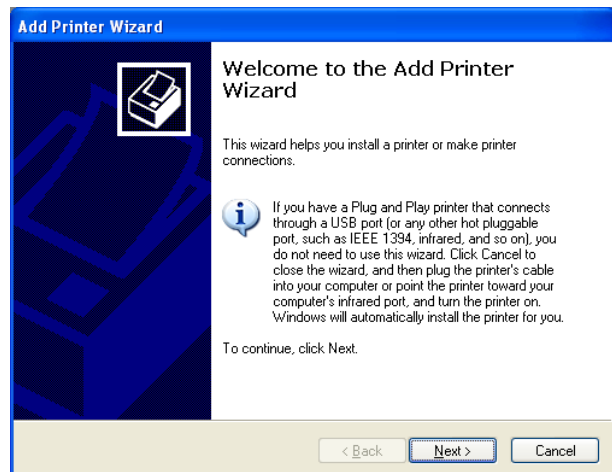 Add Printer Wizard
Welcome to the Add Printer
Wizard
This wizard helps you install a printer or make printer
connections.
If you have a Plug and Play printer that connects
through a USB port (or any other hot pluggable
port, such as IEEE 1394, infrared, and so on), you
do not need to use this wizard. Click Cancel to
close the wizard, and then plug the printer's cable
into your computer or point the printer toward your
computer's infrared port, and turn the printer on.
Windows will automatically install the printer for you.
To continue, click Next.
< Back Next > Cancel